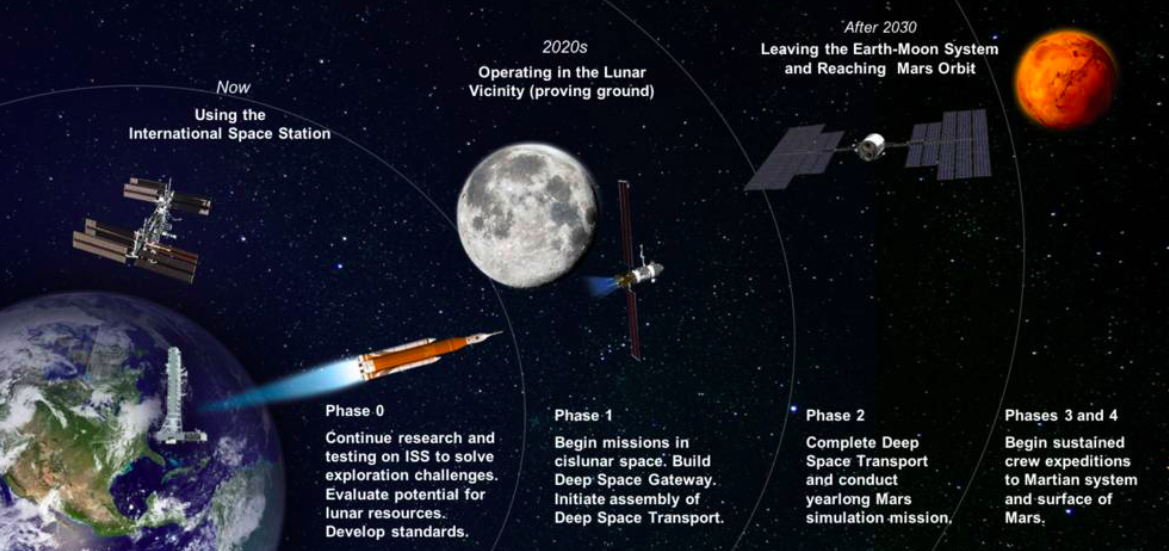 Now
Using the
International Space Station
2020s
Operating in the Lunar
Vicinity (proving ground)
After 2030
Leaving the Earth-Moon System
and Reaching Mars Orbit
Phase 0
Continue research and
testing on ISS to solve
exploration challenges.
Evaluate potential for
lunar resources.
Develop standards.
Phase 1
Begin missions in
cislunar space. Build
Deep Space Gateway.
Initiate assembly of
Deep Space Transport.
Phase 2
Complete Deep
Space Transport
and conduct
yearlong Mars
simulation mission.
Phases 3 and 4
Begin sustained
crew expeditions
to Martian system
and surface of
Mars.